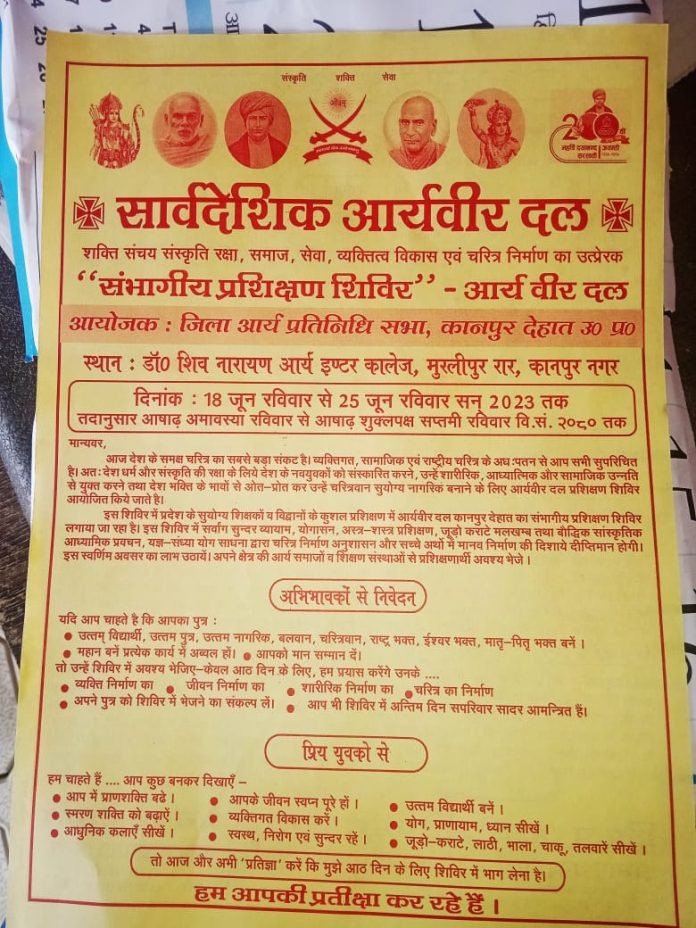 संस्कृति शक्ति सेवा
ओ३म्
महर्षि दयानन्द
सार्वदेशिक आर्यवीर दल
शक्ति संचय संस्कृति रक्षा, समाज, सेवा, व्यक्तित्व विकास एवं चरित्र निर्माण का उत्प्रेरक
“संभागीय प्रशिक्षण शिविर” - आर्य वीर दल
आयोजक : जिला आर्य प्रतिनिधि सभा, कानपुर देहात उ० प्र०
स्थान : डॉ0 शिव नारायण आर्य इण्टर कालेज, मुरलीपुर रार, कानपुर नगर
दिनांक : 18 जून रविवार से 25 जून रविवार सन् 2023 तक
तदानुसार आषाढ़ अमावस्या रविवार से आषाढ़ शुक्लपक्ष सप्तमी रविवार वि.सं. २०८० तक
मान्यवर,
आज देश के समक्ष चरित्र का सबसे बडा संकट है। व्यक्तिगत, सामाजिक एवं राष्ट्रीय चरित्र के अधःपतन से आप सभी सुपरिचित
है। अतः देश धर्म और संस्कृति की रक्षा के लिये देश के नवयुवकों को संस्कारित करने, उन्हें शारीरिक, आध्यात्मिक ओर सामाजिक उन्नति
से युक्त करने तथा देश भक्ति के भावों से ओत–प्रोत कर उन्हें चरित्रवान सुयोग्य नागरिक बनाने के लिए आर्यवीर दल प्रशिक्षण शिविर
आयोजित किये जाते है।
इस शिविर में प्रदेश के सुयोग्य शिक्षकों य विद्वानों के कुशल प्रशिक्षण में आर्यवीर दल कानपुर देहात का संभागीय प्रशिक्षण शिविर
लगाया जा रहा है। इस शिविर में सर्वाग सुन्दर व्यायाम, योगासन, अस्त्र–शस्त्र प्रशिक्षण, जूड़ो कराटे मलखम्ब तथा बौद्धिक सांस्कृतिक
आध्यामिक प्रवचन, यज्ञ–संध्या योग साधना द्वारा चरित्र निर्माण अनुशासन और सच्चे अर्थो में मानव निर्माण की दिशाये दीप्तिमान होगी।
इस स्वर्णिम अवसर का लाभ उठायें। अपने क्षेत्र की आर्य समाजों व शिक्षण संस्थाओं से प्रशिक्षणार्थी अवश्य भेजे ।
अभिभावकों से निवेदन
यदि आप चाहते है कि आपका पुत्र :
• उत्तम् विद्यार्थी, उत्तम पुत्र, उत्तम नागरिक, बलवान, चरित्रवान, राष्ट्र भक्त, ईश्वर भक्त, मातृ–पितृ भक्त बनें ।
• महान बनें प्रत्येक कार्य में अव्वल हों। • आपको मान सम्मान दें।
तो उन्हें शिविर में अवश्य भेजिए–केवल आठ दिन के लिए, हम प्रयास करेंगे उनके ....
• व्यक्ति निर्माण का • जीवन निर्माण का • शारीरिक निर्माण का • चरित्र का निर्माण
• अपने पुत्र को शिविर में भेजने का संकल्प लें। • आप भी शिविर में अन्तिम दिन सपरिवार सादर आमन्त्रित हैं।
प्रिय युवको से
हम चाहते हैं .... आप कुछ बनकर दिखाएँ –
• आप में प्राणशक्ति बढे । • आपके जीवन स्वप्न पूरे हों । • उत्तम विद्यार्थी बनें ।
• स्मरण शक्ति को बढ़ाऐं । • व्यक्तिगत विकास करें । • योग, प्राणायाम, ध्यान सीखें ।
• आधुनिक कलाएँ सीखें । • स्वस्थ, निरोग एवं सुन्दर रहें । • जूड़ो–कराटे, लाठी, भाला, चाकू, तलवारें सीखें ।
तो आज और अभी 'प्रतिज्ञा' करें कि मुझे आठ दिन के लिए शिविर में भाग लेना है।
हम आपकी प्रतीक्षा कर रहे हैं ।